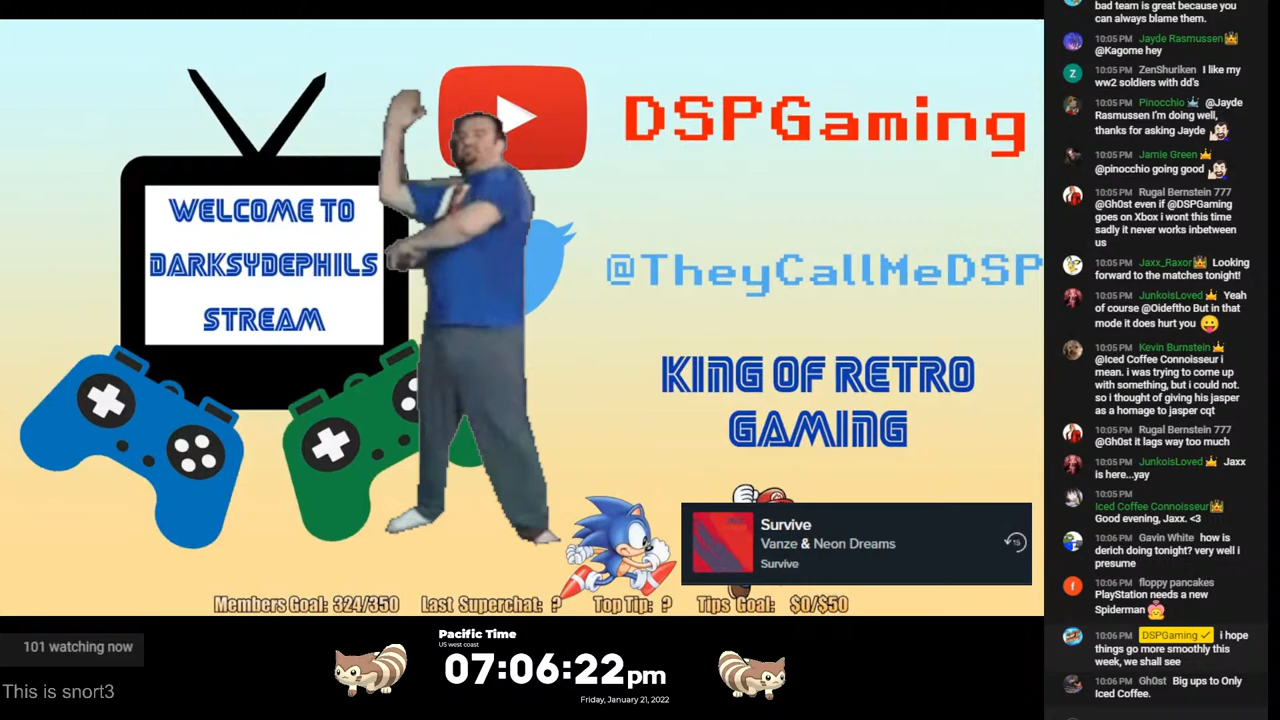 WELCOME TO
DARKSYDEPHILS
STREAM
DSPGaming
@TheyCallMeDSP
KING OF RETRO
GAMING
Survive
Vanze & Neon Dreams
Survive
15
Members Goal: 324/350 Last Superchat: ? Top Tip: ? Tips Goal: $0/$50
101 watching now
This is snort3
Pacific Time
US west coast
07:06:22pm
Friday, January 21, 2022
bad team is great because you
can always blame them.
10:05 PM Jayde Rasmussen
@Kagome hey
Z
10:05 PM ZenShuriken I like my
ww2 soldiers with dd's
10:05 PM Pinocchio @Jayde
Rasmussen I'm doing well,
thanks for asking Jayde
10:05 PM Jamie Green
@pinocchio going good
10:05 PM Rugal Bernstein 777
@Gh0st even if @DSPGaming
goes on Xbox i wont this time
sadly it never works inbetween
us
10:05 PM Jaxx_Raxor Looking
forward to the matches tonight!
10:05 PM JunkoisLoved Yeah
of course @Oideftho But in that
mode it does hurt you
10:05 PM Kevin Burnstein
@Iced Coffee Connoisseur i
mean. i was trying to come up
with something, but i could not.
so i thought of giving his jasper
as a homage to jasper cqt
10:05 PM Rugal Bernstein 777
@Gh0st it lags way too much
10:05 PM JunkoisLoved Jaxx
is here...yay
10:05 PM
Iced Coffee Connoisseur
Good evening, Jaxx. <3
10:06 PM Gavin White how is
derich doing tonight? very well i
presume
f
10:06 PM floppy pancakes
PlayStation needs a new
Spiderman
10:06 PM DSPGaming i hope
things go more smoothly this
week, we shall see
10:06 PM Gh0st Big ups to Only
Iced Coffee.